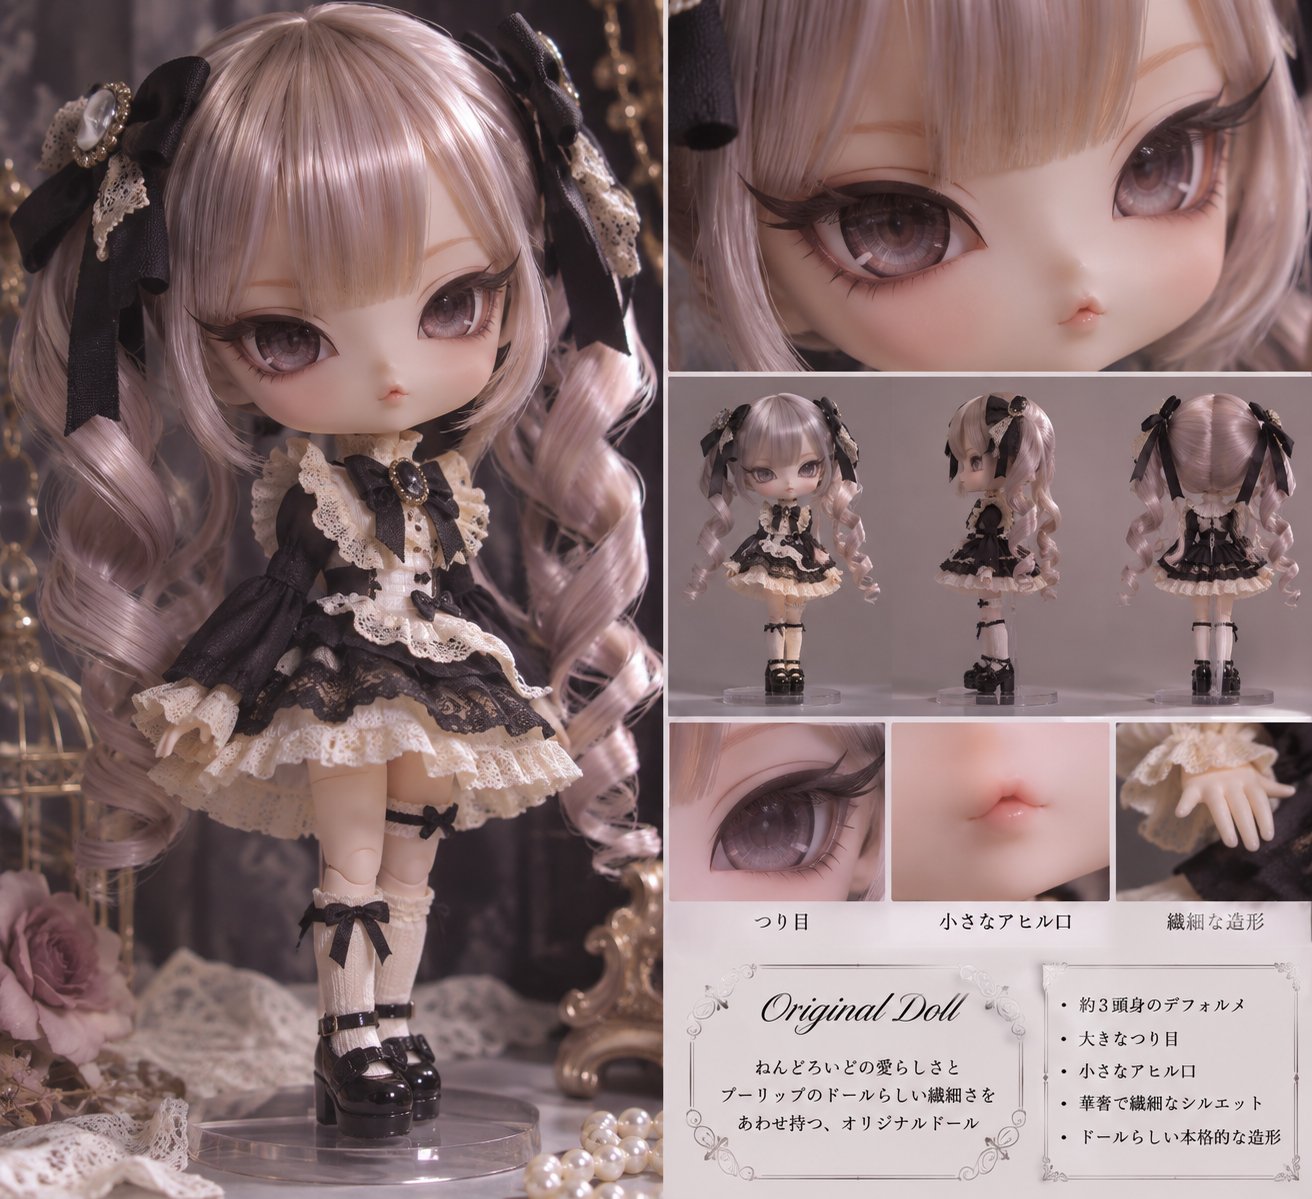 つり目
小さなアヒル口
繊細な造形
Original Doll
ねんどろいどの愛らしさと
プーリップのドールらしい繊細さを
あわせ持つ、オリジナルドール
• 約3頭身のデフォルメ
• 大きなつり目
• 小さなアヒル口
• 華奢で繊細なシルエット
• ドールらしい本格的な造形